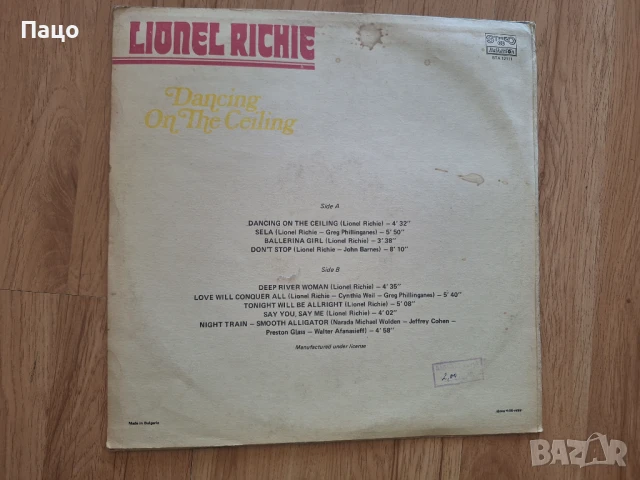 Пацо
LIONEL RICHIE
STEREO
Dancing
On The Ceiling
Side A
DANCING ON THE CEILING (Lionel Richie) – 4' 32"
SELA (Lionel Richie – Greg Phillinganes) – 5' 50"
BALLERINA GIRL (Lionel Richie) – 3' 38"
DON'T STOP (Lionel Richie – John Barnes) – 8' 10"
Side B
DEEP RIVER WOMAN (Lionel Richie) – 4' 35"
LOVE WILL CONQUER ALL (Lionel Richie – Cynthia Weil – Greg Phillinganes) – 5' 40"
TONIGHT WILL BE ALLRIGHT (Lionel Richie) – 5' 08"
SAY YOU, SAY ME (Lionel Richie) – 4' 02"
NIGHT TRAIN – SMOOTH ALLIGATOR (Narada Michael Walden – Jeffrey Cohen –
Preston Glass – Walter Afanasieff) – 4' 58"
Manufactured under license
Made in Bulgaria
BAZAR